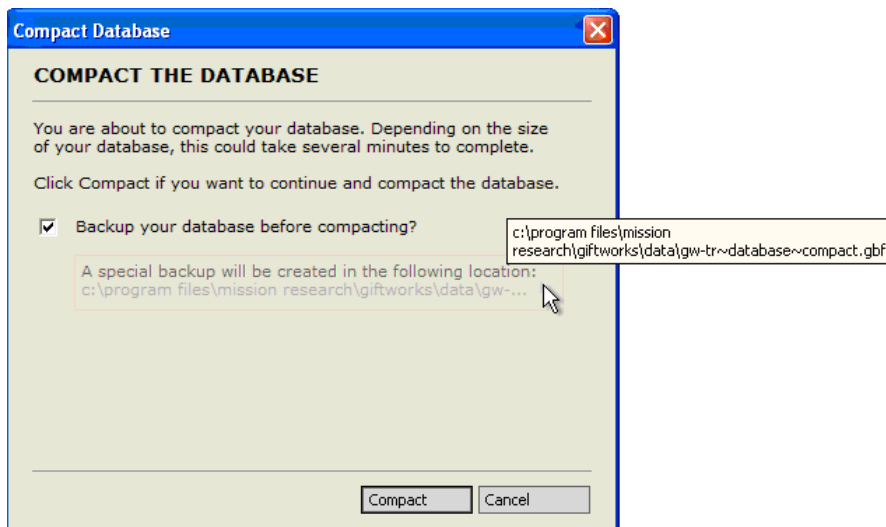 Compact Database
COMPACT THE DATABASE
You are about to compact your database. Depending on the size
of your database, this could take several minutes to complete.
Click Compact if you want to continue and compact the database.
Backup your database before compacting?
c:\program files\mission
research\giftworks\data\gw-tr~database~compact.gbf
A special backup will be created in the following location:
c:\program files\mission research\giftworks\data\gw-...
Compact
Cancel